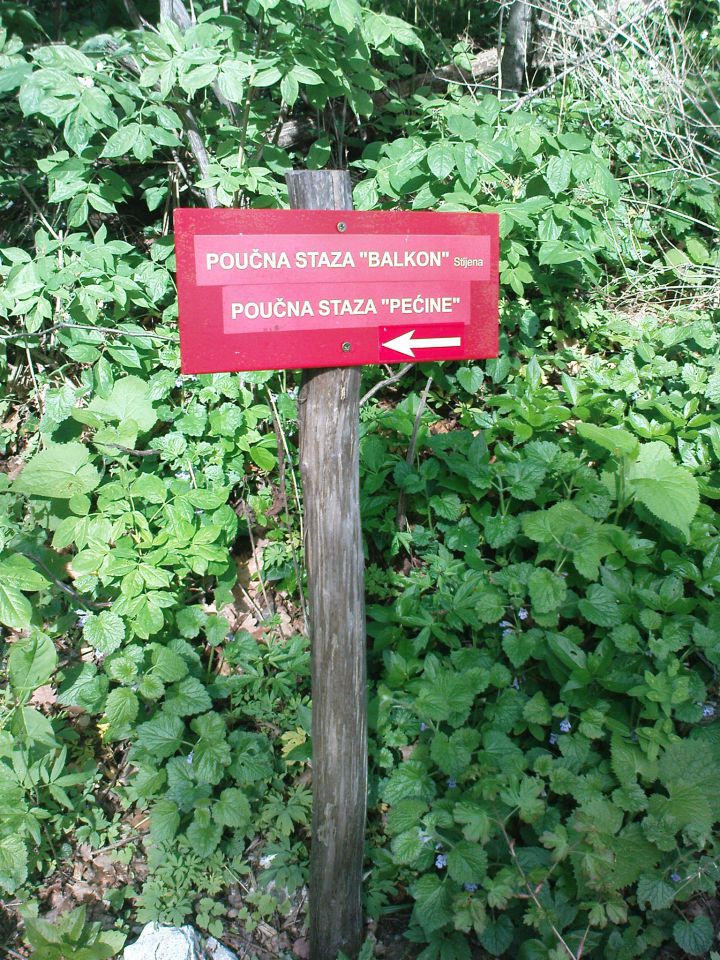 POUČNA STAZA "BALKON" Stijena
POUČNA STAZA "PEĆINE"